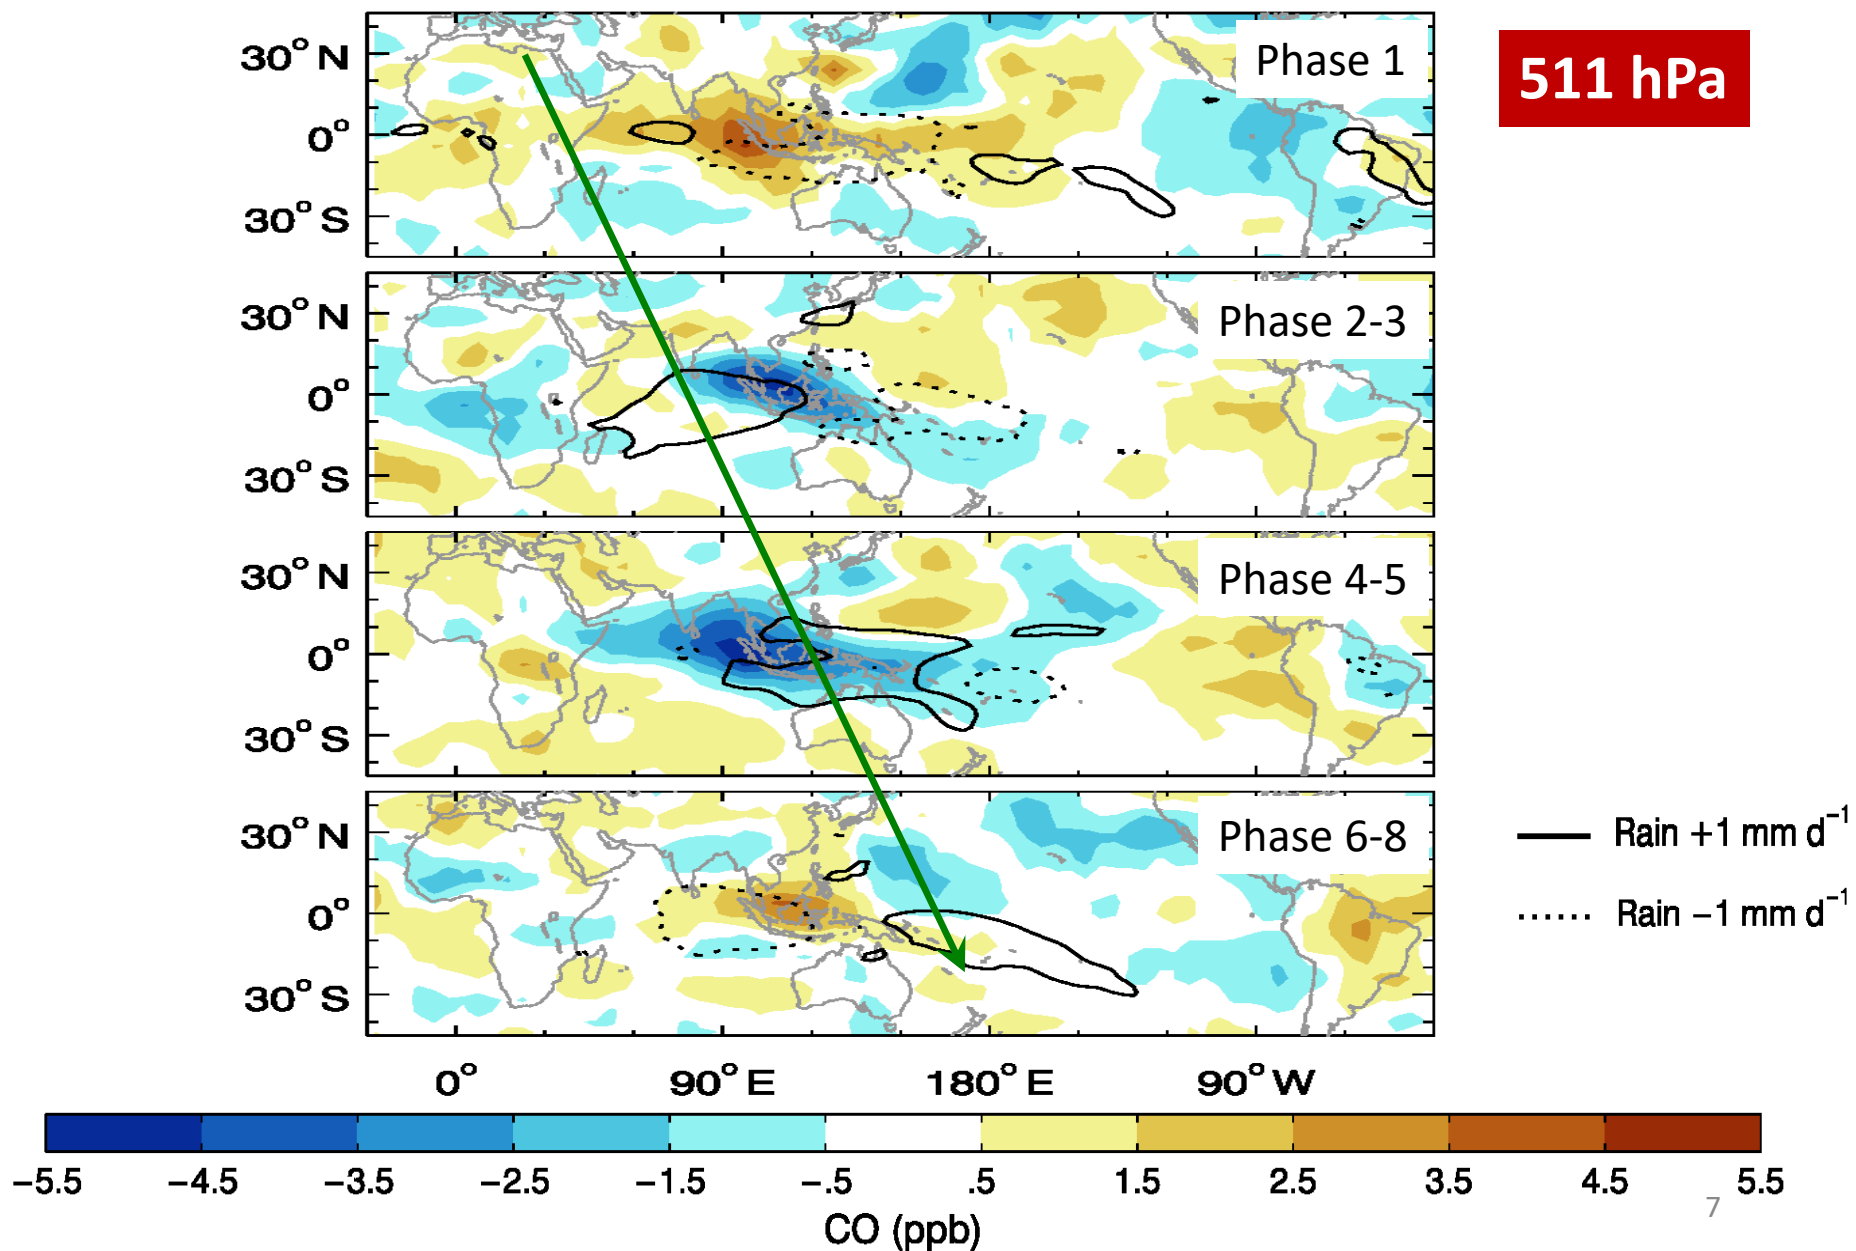 30° N
0°
30° S
Phase 1
511 hPa
30° N
0°
30° S
Phase 2-3
30° N
0°
30° S
Phase 4-5
30° N
0°
30° S
Phase 6-8
Rain +1 mm d⁻¹
Rain −1 mm d⁻¹
0° 90° E 180° E 90° W
−5.5 −4.5 −3.5 −2.5 −1.5 −.5 .5 1.5 2.5 3.5 4.5 5.5
CO (ppb)
7